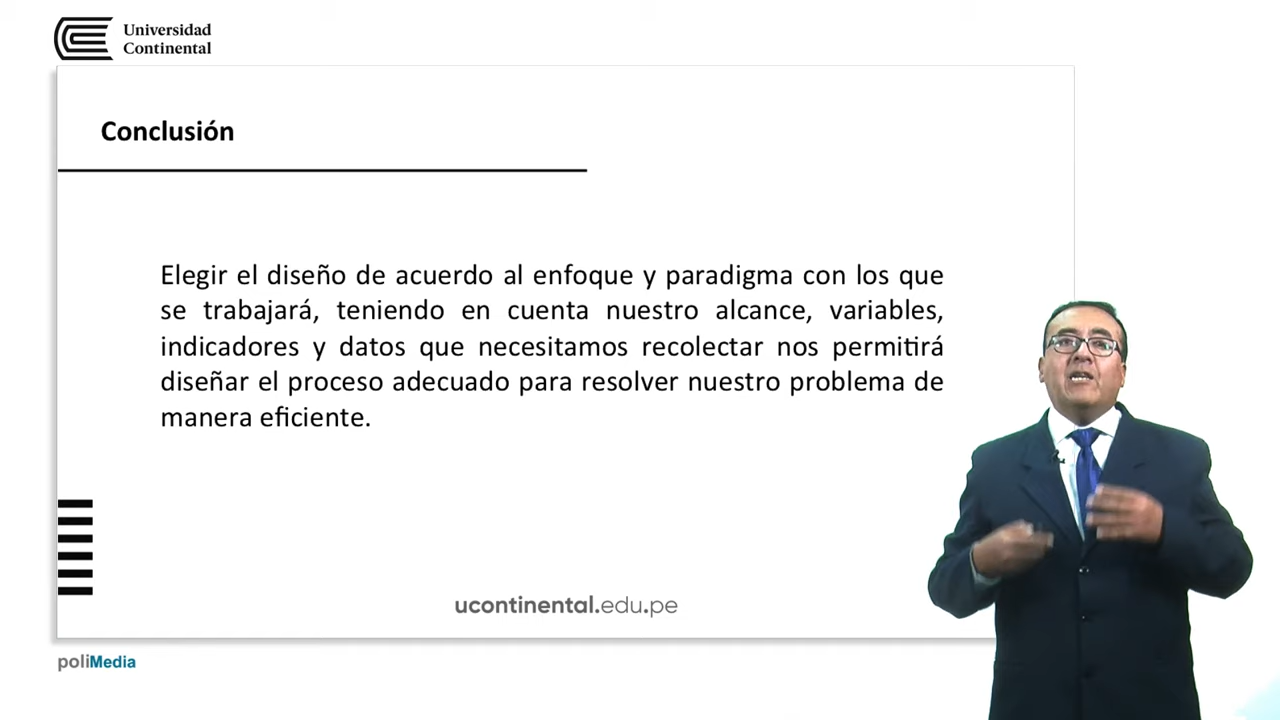 Universidad
Continental
Conclusión
Elegir el diseño de acuerdo al enfoque y paradigma con los que
se trabajará, teniendo en cuenta nuestro alcance, variables,
indicadores y datos que necesitamos recolectar nos permitirá
diseñar el proceso adecuado para resolver nuestro problema de
manera eficiente.
ucontinental.edu.pe
poliMedia